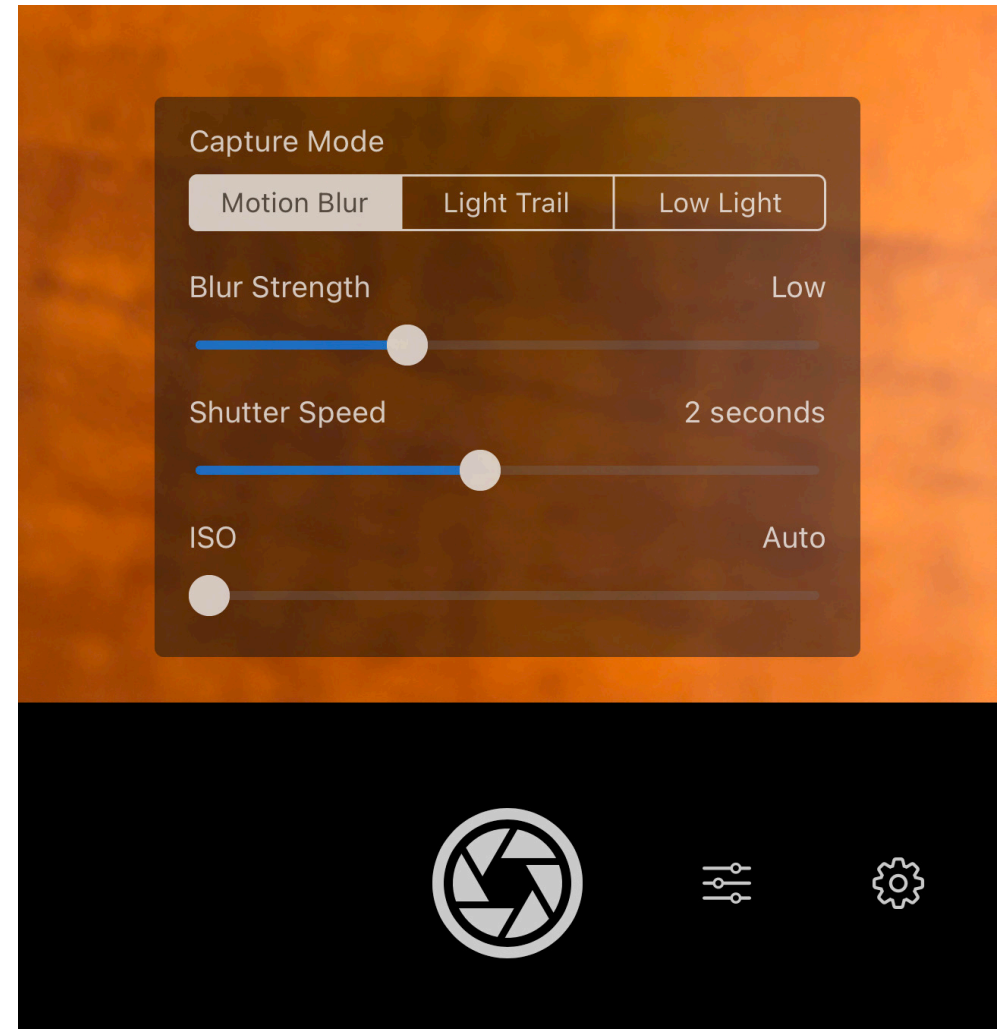 Capture Mode
Motion Blur Light Trail Low Light
Blur Strength Low
Shutter Speed 2 seconds
ISO Auto